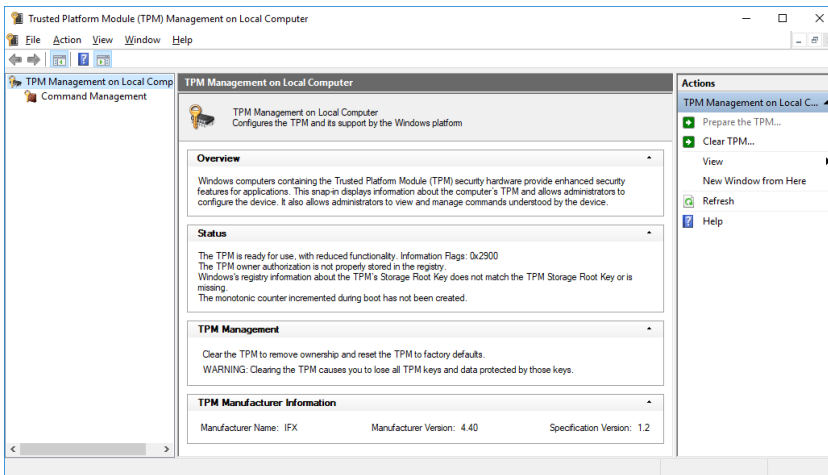 Trusted Platform Module (TPM) Management on Local Computer
File Action View Window Help
TPM Management on Local Comp
Command Management
TPM Management on Local Computer
TPM Management on Local Computer
Configures the TPM and its support by the Windows platform
Overview
Windows computers containing the Trusted Platform Module (TPM) security hardware provide enhanced security
features for applications. This snap-in displays information about the computer's TPM and allows administrators to
configure the device. It also allows administrators to view and manage commands understood by the device.
Status
The TPM is ready for use, with reduced functionality. Information Flags: 0x2900
The TPM owner authorization is not properly stored in the registry.
Windows's registry information about the TPM's Storage Root Key does not match the TPM Storage Root Key or is
missing.
The monotonic counter incremented during boot has not been created.
TPM Management
Clear the TPM to remove ownership and reset the TPM to factory defaults.
WARNING: Clearing the TPM causes you to lose all TPM keys and data protected by those keys.
TPM Manufacturer Information
Manufacturer Name: IFX Manufacturer Version: 4.40 Specification Version: 1.2
Actions
TPM Management on Local C...
Prepare the TPM...
Clear TPM...
View
New Window from Here
Refresh
Help